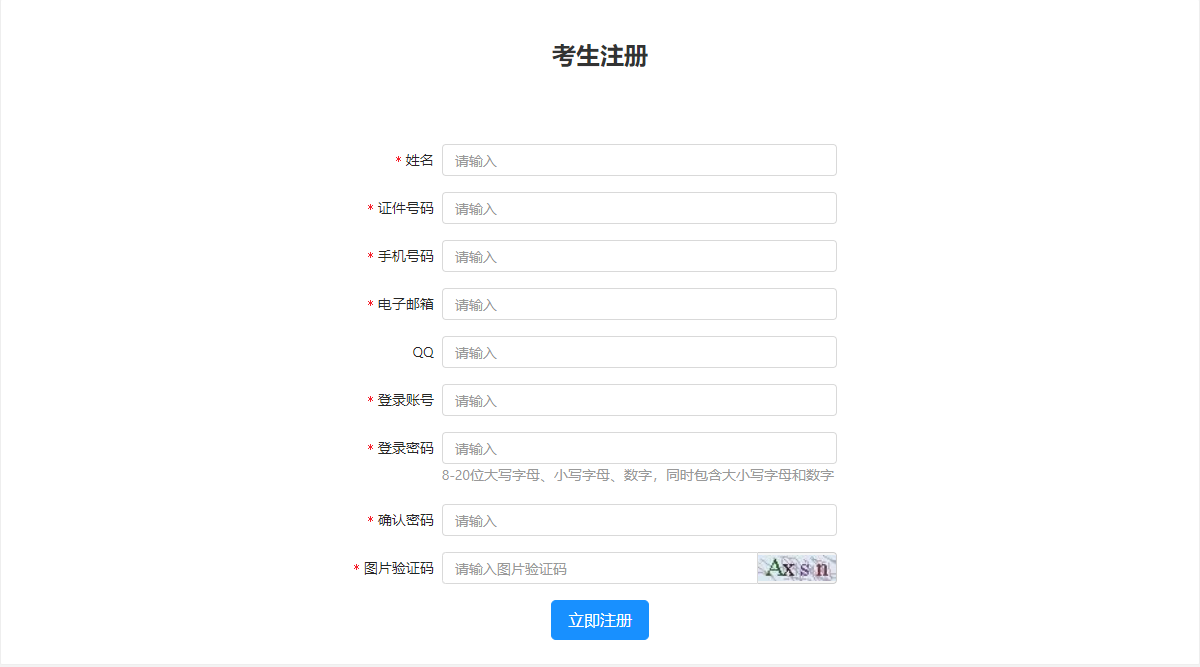 考生注册
* 姓名 请输入
* 证件号码 请输入
* 手机号码 请输入
* 电子邮箱 请输入
QQ 请输入
* 登录账号 请输入
* 登录密码 请输入
8-20位大写字母、小写字母、数字，同时包含大小写字母和数字
* 确认密码 请输入
* 图片验证码 请输入图片验证码 Axsn
立即注册